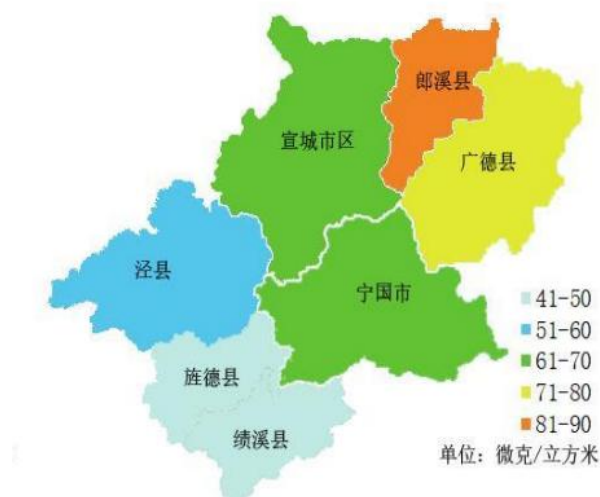 郎溪县
宣城市区
广德县
泾县
宁国市
旌德县
绩溪县
41-50
51-60
61-70
71-80
81-90
单位：微克/立方米